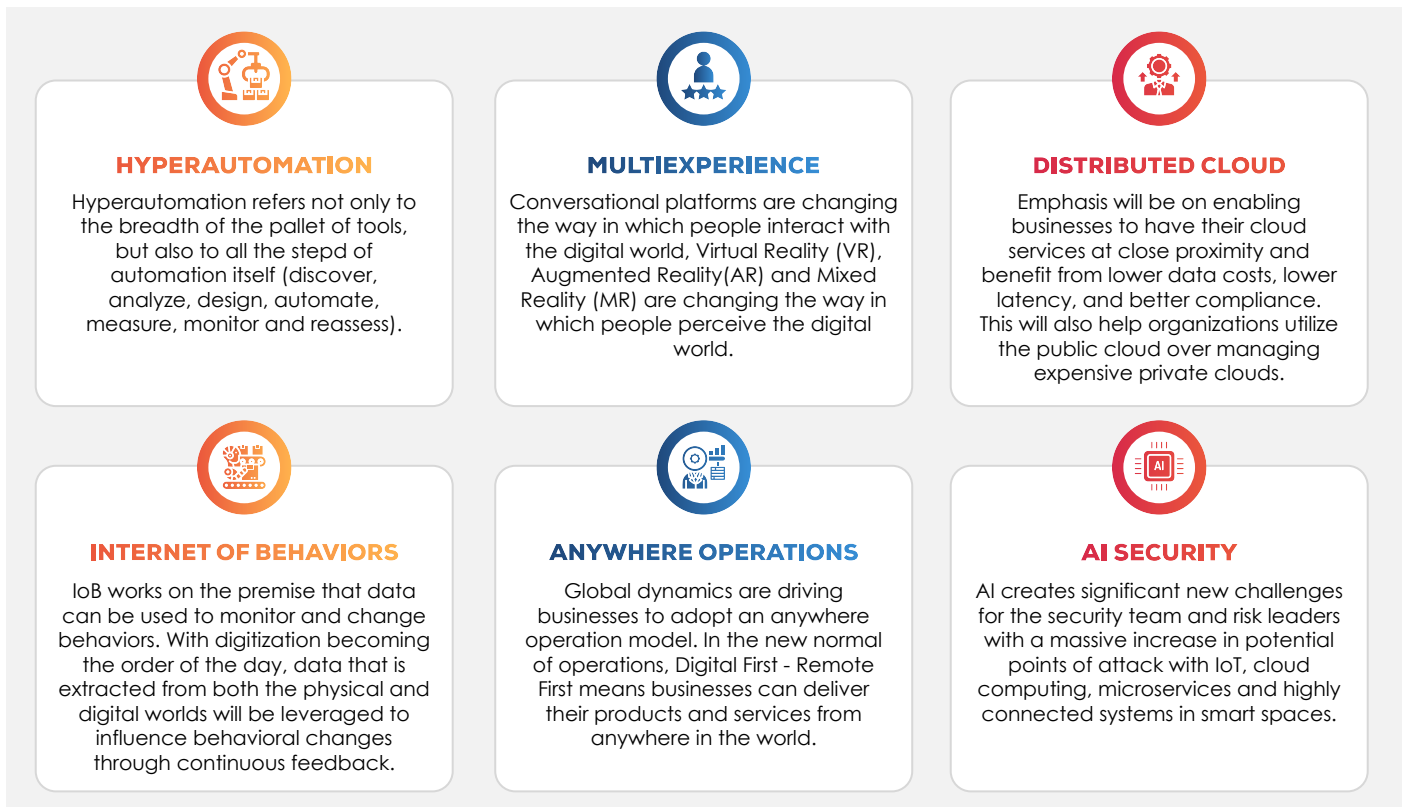 HYPERAUTOMATION
Hyperautomation refers not only to
the breadth of the pallet of tools,
but also to all the stepd of
automation itself (discover,
analyze, design, automate,
measure, monitor and reassess).
MULTIEXPERIENCE
Conversational platforms are changing
the way in which people interact with
the digital world, Virtual Reality (VR),
Augmented Reality(AR) and Mixed
Reality (MR) are changing the way in
which people perceive the digital
world.
DISTRIBUTED CLOUD
Emphasis will be on enabling
businesses to have their cloud
services at close proximity and
benefit from lower data costs, lower
latency, and better compliance.
This will also help organizations utilize
the public cloud over managing
expensive private clouds.
INTERNET OF BEHAVIORS
IoB works on the premise that data
can be used to monitor and change
behaviors. With digitization becoming
the order of the day, data that is
extracted from both the physical and
digital worlds will be leveraged to
influence behavioral changes
through continuous feedback.
ANYWHERE OPERATIONS
Global dynamics are driving
businesses to adopt an anywhere
operation model. In the new normal
of operations, Digital First - Remote
First means businesses can deliver
their products and services from
anywhere in the world.
AI
AI SECURITY
AI creates significant new challenges
for the security team and risk leaders
with a massive increase in potential
points of attack with IoT, cloud
computing, microservices and highly
connected systems in smart spaces.